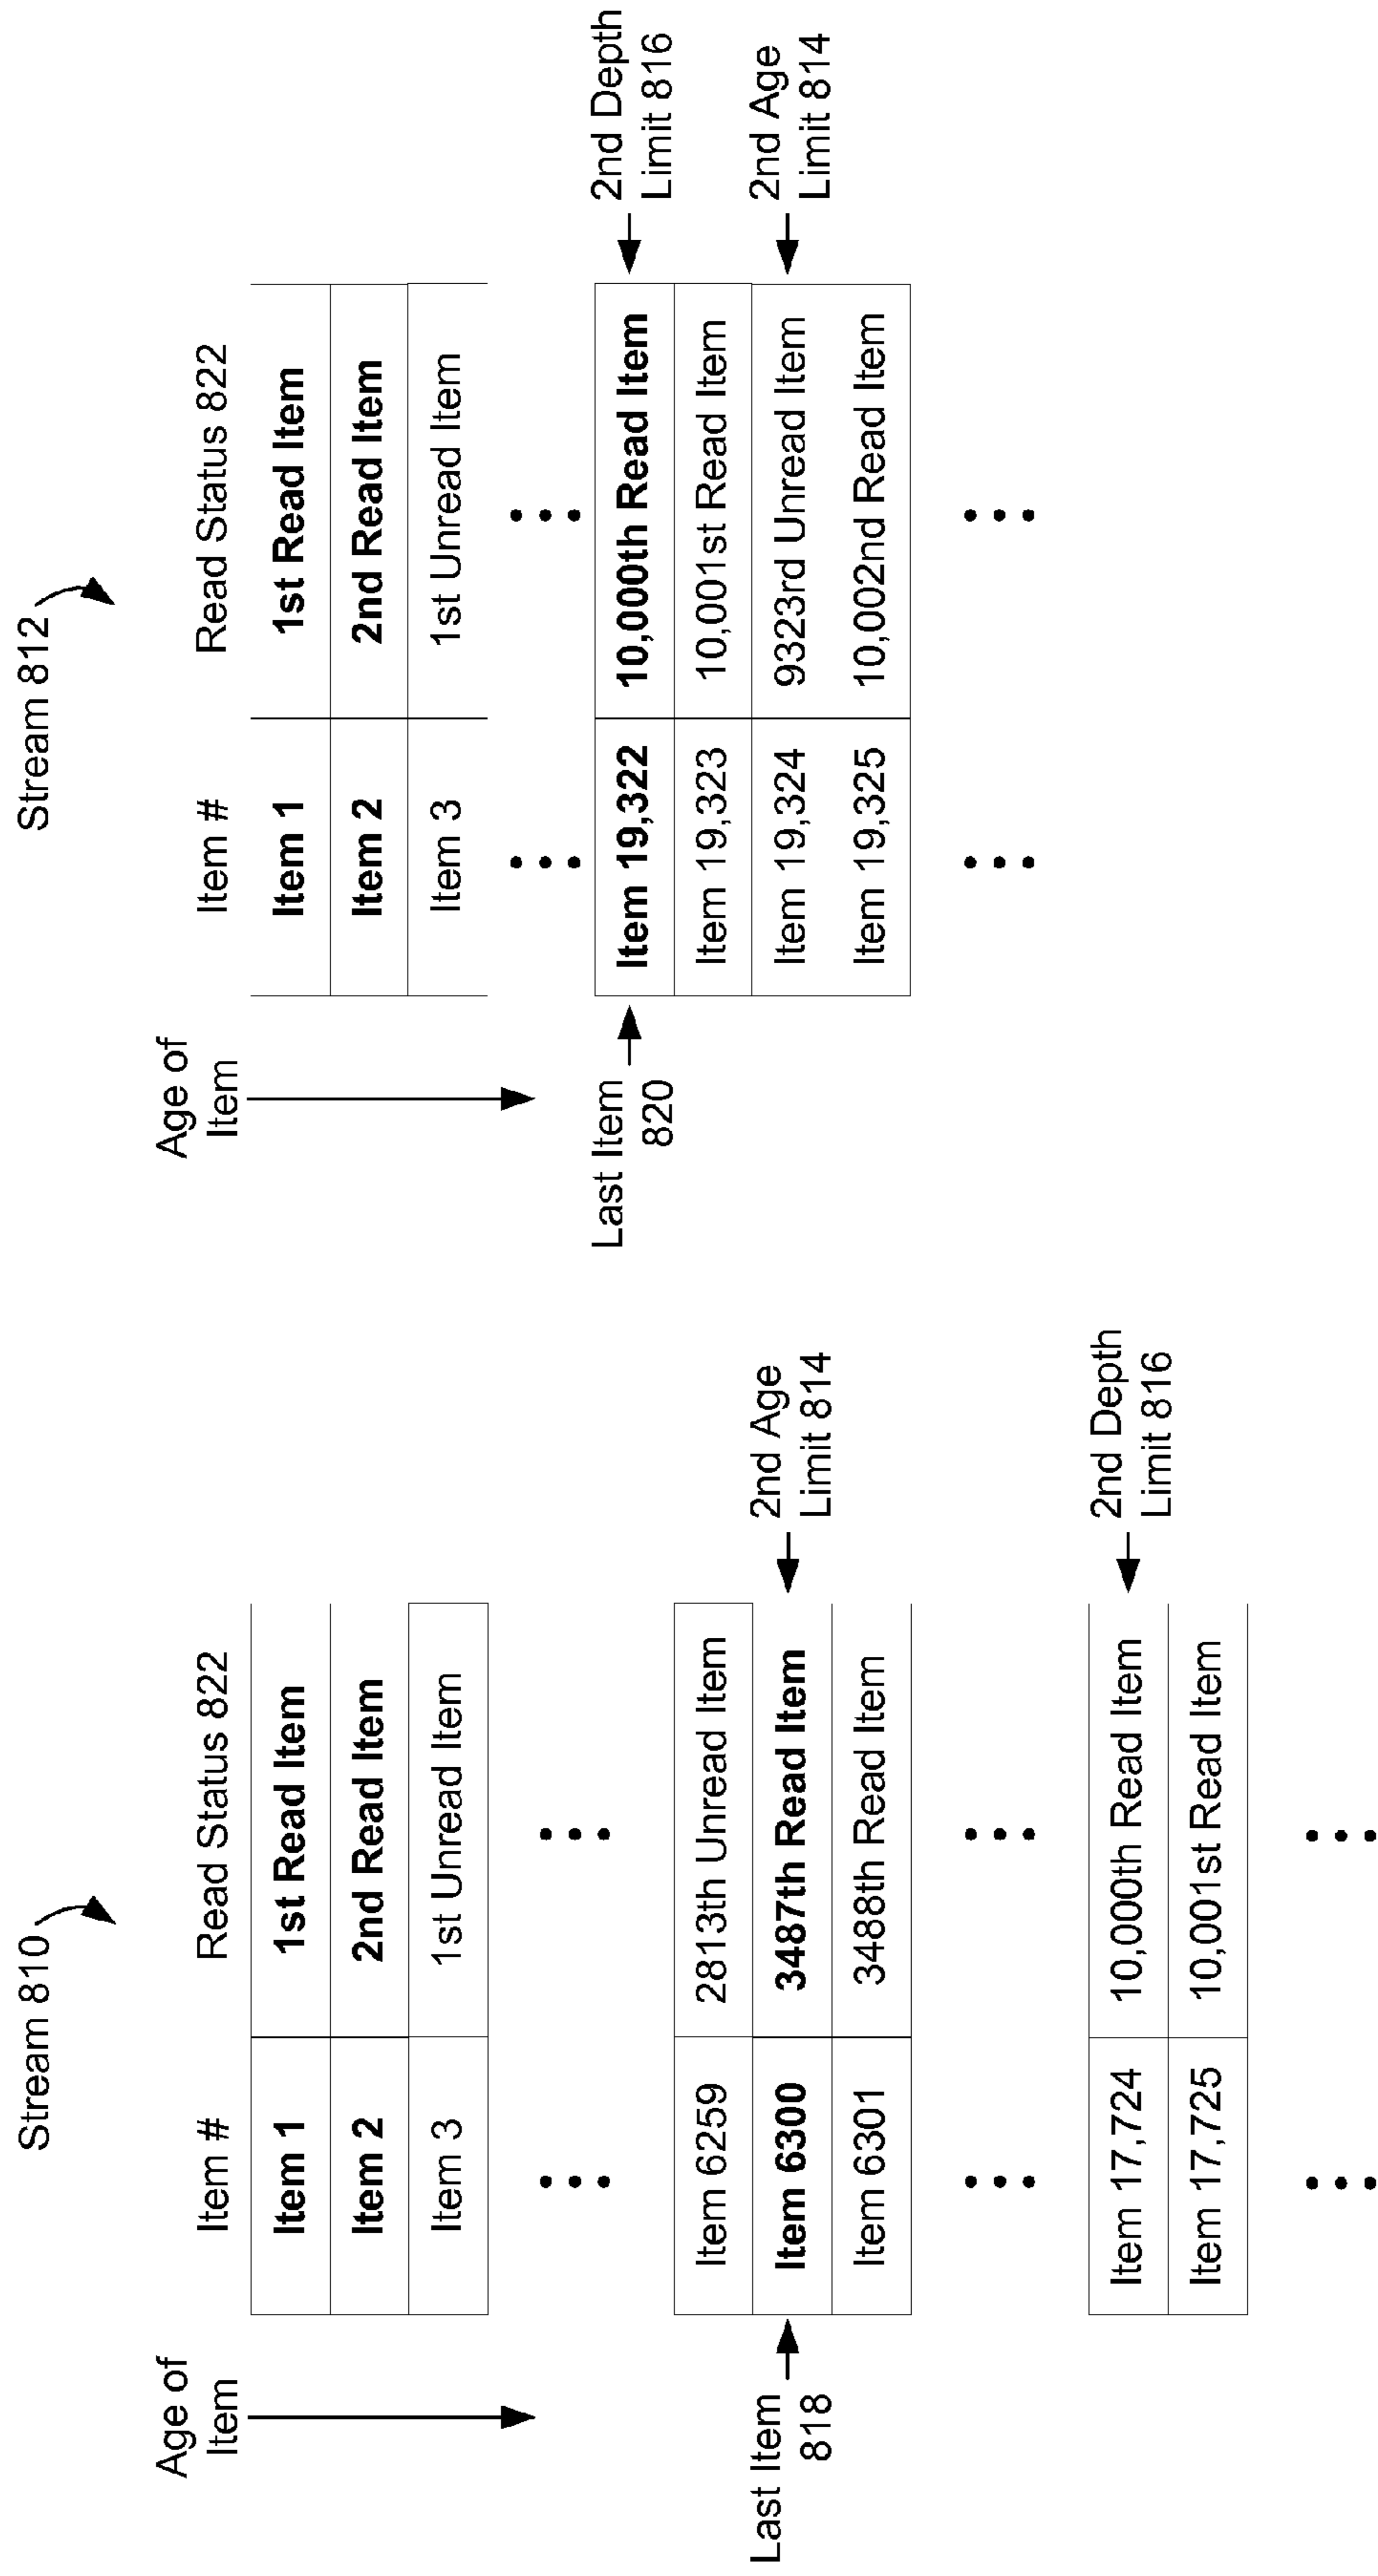 Stream 810
Age of
Item
Item #
Read Status 822
Item 1
1st Read Item
Item 2
2nd Read Item
Item 3
1st Unread Item
Item 6259
2813th Unread Item
Last Item
818
Item 6300
3487th Read Item
2nd Age
Limit 814
Item 6301
3488th Read Item
Item 17,724
10,000th Read Item
2nd Depth
Limit 816
Item 17,725
10,001st Read Item
Stream 812
Age of
Item
Item #
Read Status 822
Item 1
1st Read Item
Item 2
2nd Read Item
Item 3
1st Unread Item
Last Item
820
Item 19,322
10,000th Read Item
2nd Depth
Limit 816
Item 19,323
10,001st Read Item
Item 19,324
9323rd Unread Item
2nd Age
Limit 814
Item 19,325
10,002nd Read Item